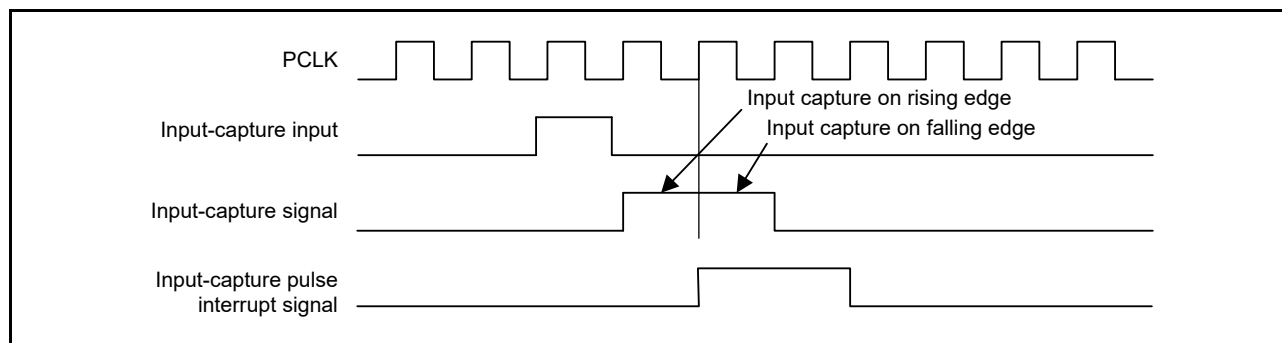 PCLK
Input capture on rising edge
Input-capture input
Input capture on falling edge
Input-capture signal
Input-capture pulse
interrupt signal